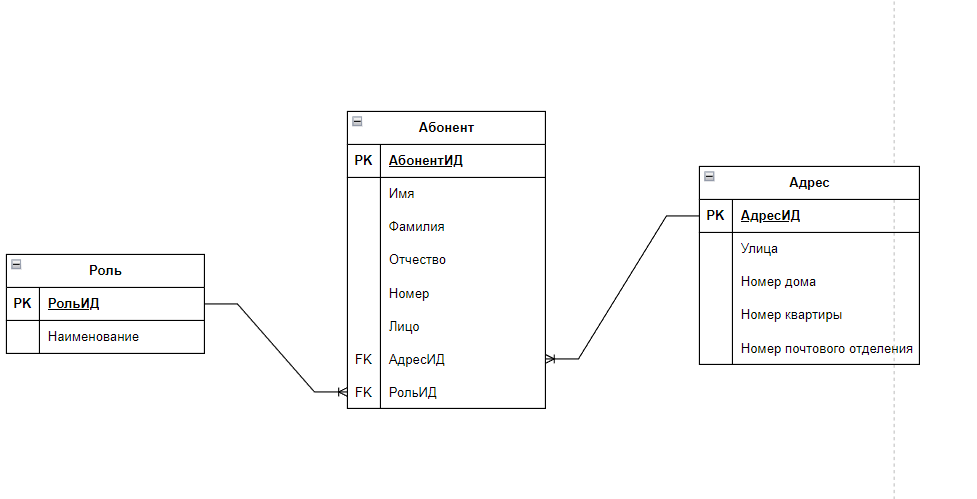 Роль
PK РольИД
Наименование
Абонент
PK АбонентИД
Имя
Фамилия
Отчество
Номер
Лицо
FK АдресИД
FK РольИД
Адрес
PK АдресИД
Улица
Номер дома
Номер квартиры
Номер почтового отделения